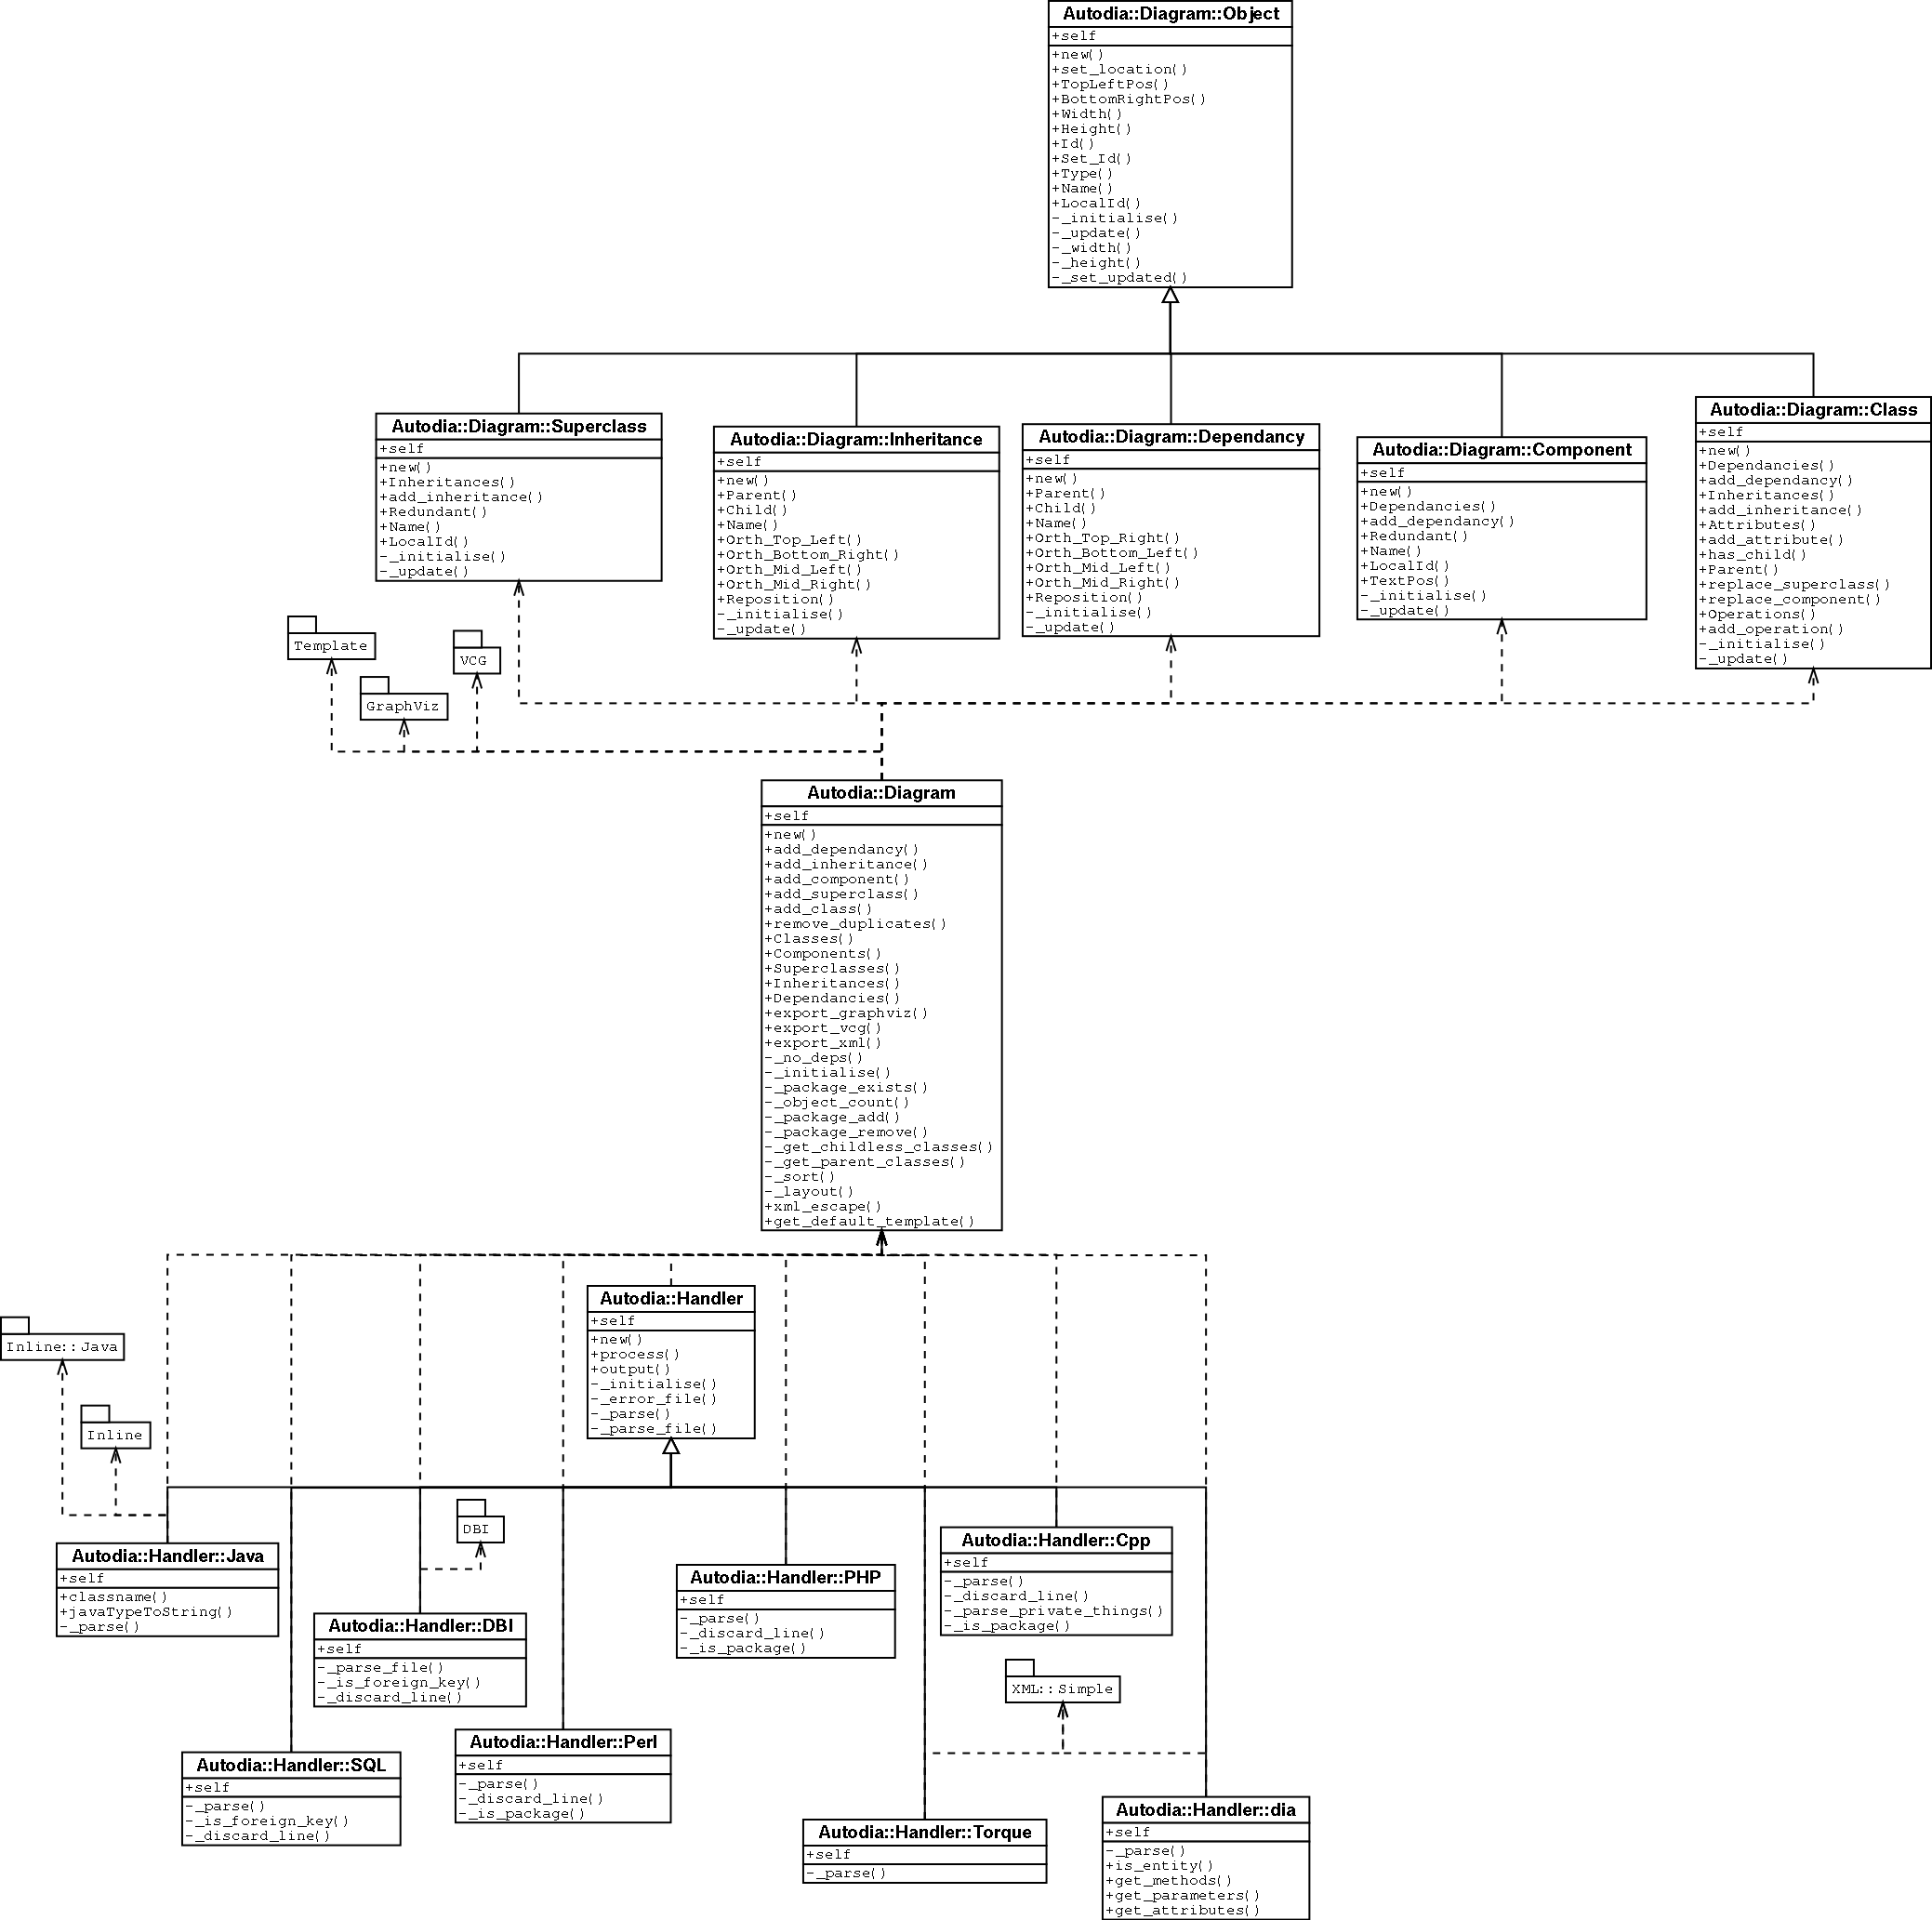 Autodia::Diagram::Object
+self
+new()
+set_location()
+TopLeftPos()
+BottomRightPos()
+Width()
+Height()
+Id()
+Set_Id()
+Type()
+Name()
+LocalId()
-_initialise()
-_update()
-_width()
-_height()
-_set_updated()
Autodia::Diagram::Superclass
+self
+new()
+Inheritances()
+add_inheritance()
+Redundant()
+Name()
+LocalId()
-_initialise()
-_update()
Autodia::Diagram::Inheritance
+self
+new()
+Parent()
+Child()
+Name()
+Orth_Top_Left()
+Orth_Bottom_Right()
+Orth_Mid_Left()
+Orth_Mid_Right()
+Reposition()
-_initialise()
-_update()
Autodia::Diagram::Dependancy
+self
+new()
+Parent()
+Child()
+Name()
+Orth_Top_Right()
+Orth_Bottom_Left()
+Orth_Mid_Left()
+Orth_Mid_Right()
+Reposition()
-_initialise()
-_update()
Autodia::Diagram::Component
+self
+new()
+Dependancies()
+add_dependancy()
+Redundant()
+Name()
+LocalId()
+TextPos()
-_initialise()
-_update()
Autodia::Diagram::Class
+self
+new()
+Dependancies()
+add_dependancy()
+Inheritances()
+add_inheritance()
+Attributes()
+add_attribute()
+has_child()
+Parent()
+replace_superclass()
+replace_component()
+Operations()
+add_operation()
-_initialise()
-_update()
Template
VCG
GraphViz
Autodia::Diagram
+self
+new()
+add_dependancy()
+add_inheritance()
+add_component()
+add_superclass()
+add_class()
+remove_duplicates()
+Classes()
+Components()
+Superclasses()
+Inheritances()
+Dependancies()
+export_graphviz()
+export_vcg()
+export_xml()
-_no_deps()
-_initialise()
-_package_exists()
-_object_count()
-_package_add()
-_package_remove()
-_get_childless_classes()
-_get_parent_classes()
-_sort()
-_layout()
+xml_escape()
+get_default_template()
Autodia::Handler
+self
+new()
+process()
+output()
-_initialise()
-_error_file()
-_parse()
-_parse_file()
Inline::Java
Inline
DBI
Autodia::Handler::Java
+self
+classname()
+javaTypeToString()
-_parse()
Autodia::Handler::DBI
+self
-_parse_file()
-_is_foreign_key()
-_discard_line()
Autodia::Handler::PHP
+self
-_parse()
-_discard_line()
-_is_package()
Autodia::Handler::Cpp
+self
-_parse()
-_discard_line()
-_parse_private_things()
-_is_package()
XML::Simple
Autodia::Handler::SQL
+self
-_parse()
-_is_foreign_key()
-_discard_line()
Autodia::Handler::Perl
+self
-_parse()
-_discard_line()
-_is_package()
Autodia::Handler::Torque
+self
-_parse()
Autodia::Handler::dia
+self
-_parse()
+is_entity()
+get_methods()
+get_parameters()
+get_attributes()